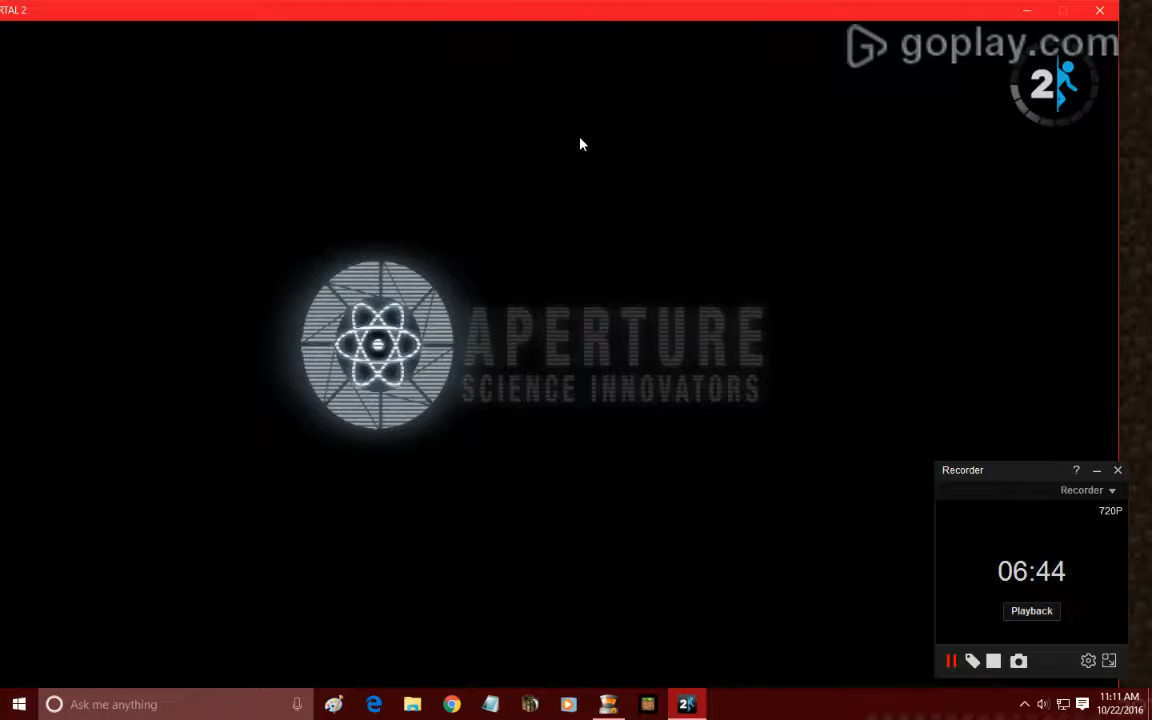 RTAL 2
goplay.com
2
APERTURE
SCIENCE INNOVATORS
Recorder
?
Recorder
720P
06:44
Playback
Ask me anything
2
11:11 AM
10/22/2016